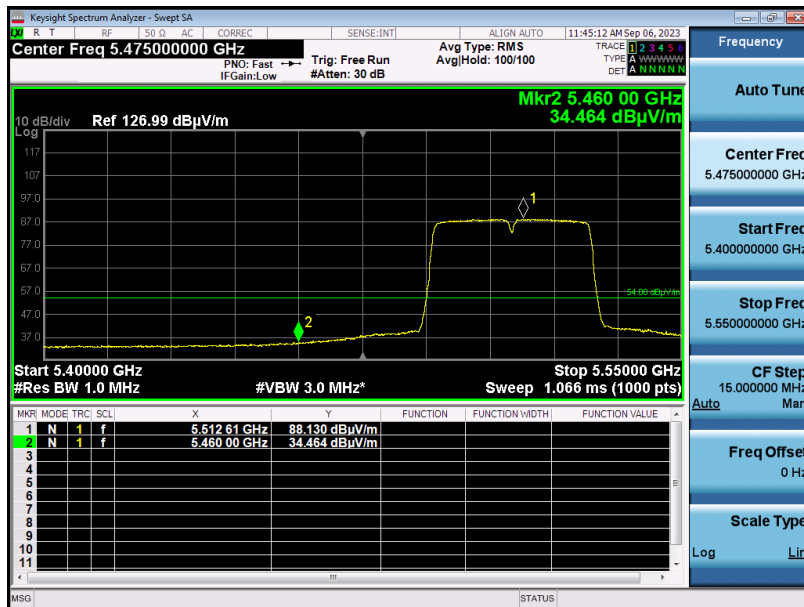 Keysight Spectrum Analyzer - Swept SA
LXI R T RF 50 Ω AC CORREC SENSE:INT ALIGN AUTO 11:45:12 AM Sep 06, 2023
Center Freq 5.475000000 GHz
PNO: Fast
IFGain:Low
Trig: Free Run
#Atten: 30 dB
Avg Type: RMS
Avg|Hold: 100/100
TRACE 1 2 3 4 5 6
TYPE A WWWWW
DET A N N N N N
Mkr2 5.460 00 GHz
34.464 dBµV/m
10 dB/div Ref 126.99 dBµV/m
Log
117
107
97.0
87.0
77.0
67.0
57.0
47.0
37.0
1
2
54.00 dBµV/m
Start 5.40000 GHz Stop 5.55000 GHz
#Res BW 1.0 MHz #VBW 3.0 MHz* Sweep 1.066 ms (1000 pts)
MKR MODE TRC SCL X Y FUNCTION FUNCTION WIDTH FUNCTION VALUE
1 N 1 f 5.512 61 GHz 88.130 dBµV/m
2 N 1 f 5.460 00 GHz 34.464 dBµV/m
3
4
5
6
7
8
9
10
11
MSG STATUS
Frequency
Auto Tune
Center Freq
5.475000000 GHz
Start Freq
5.400000000 GHz
Stop Freq
5.550000000 GHz
CF Step
15.000000 MHz
Auto Man
Freq Offset
0 Hz
Scale Type
Log Lin